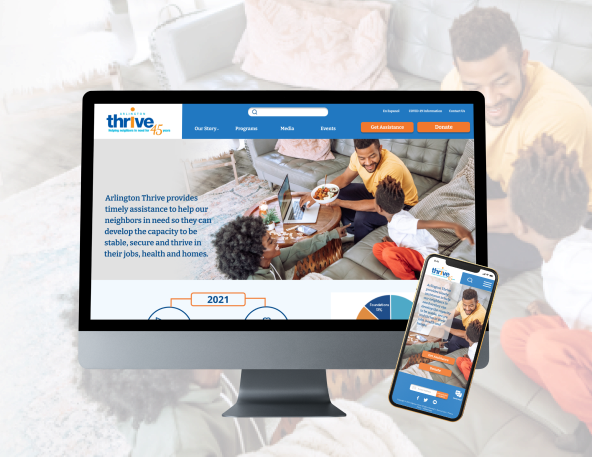 ARLINGTON
thrive
Helping neighbors in need for 45 years
En Español
COVID-19 Information
Contact Us
Our Story
Programs
Media
Events
Get Assistance
Donate
Arlington Thrive provides
timely assistance to help our
neighbors in need so they can
develop the capacity to be
stable, secure and thrive in
their jobs, health and homes.
2021
Foundations
thrive
Arlington Thrive
provides timely